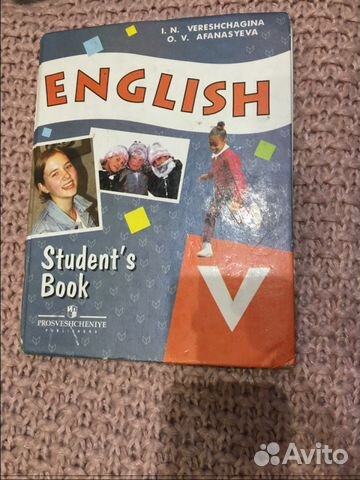 I. N. VERESHCHAGINA
O. V. AFANASYEVA
ENGLISH
Student's
Book
V
PROSVESHCHENIYE
PUBLISHERS
Avito